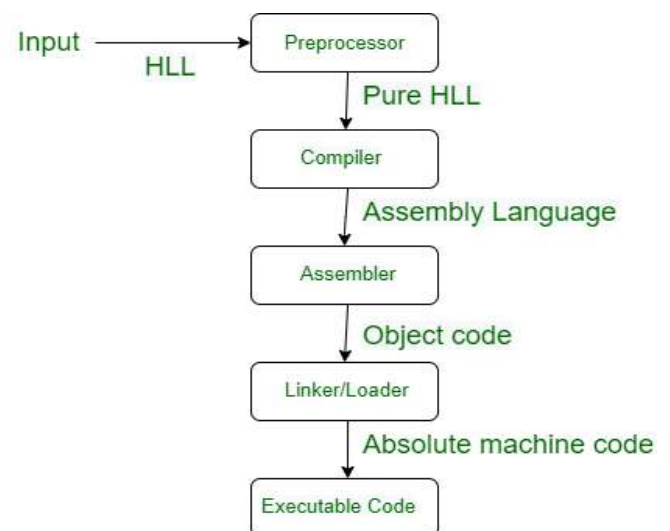 Input
HLL
Preprocessor
Pure HLL
Compiler
Assembly Language
Assembler
Object code
Linker/Loader
Absolute machine code
Executable Code